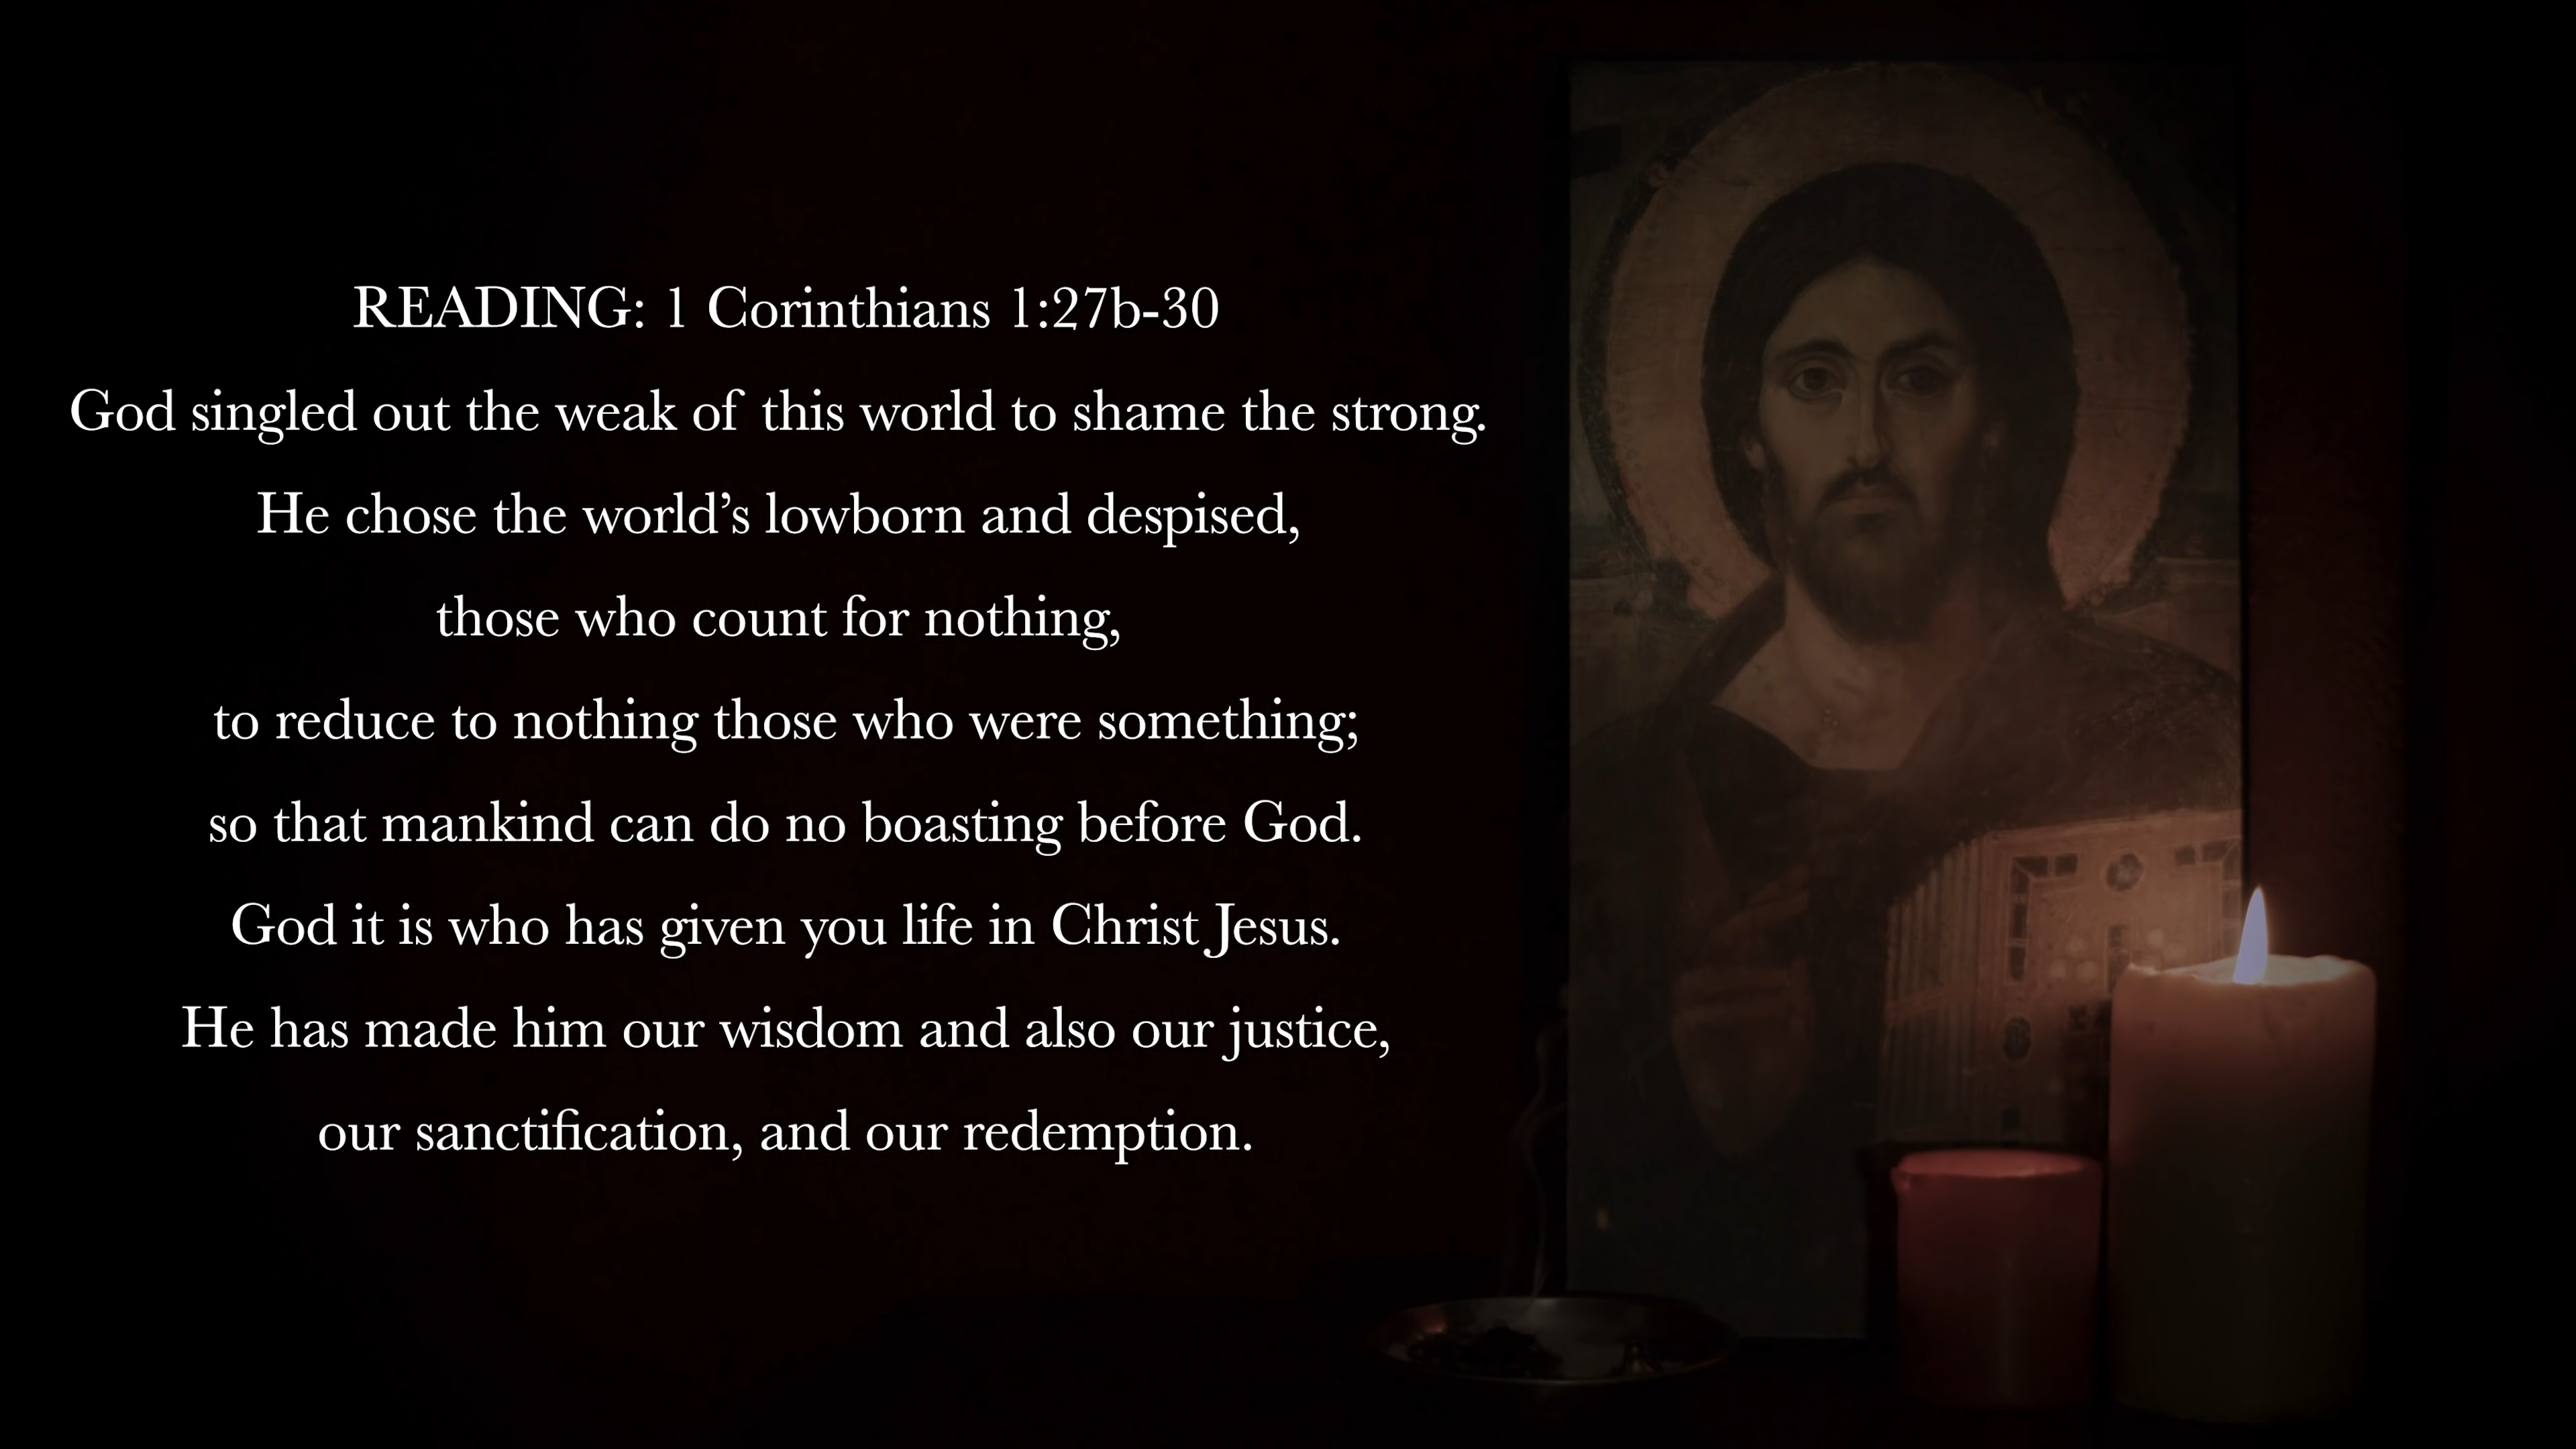 READING: 1 Corinthians 1:27b-30
God singled out the weak of this world to shame the strong.
He chose the world’s lowborn and despised,
those who count for nothing,
to reduce to nothing those who were something;
so that mankind can do no boasting before God.
God it is who has given you life in Christ Jesus.
He has made him our wisdom and also our justice,
our sanctification, and our redemption.